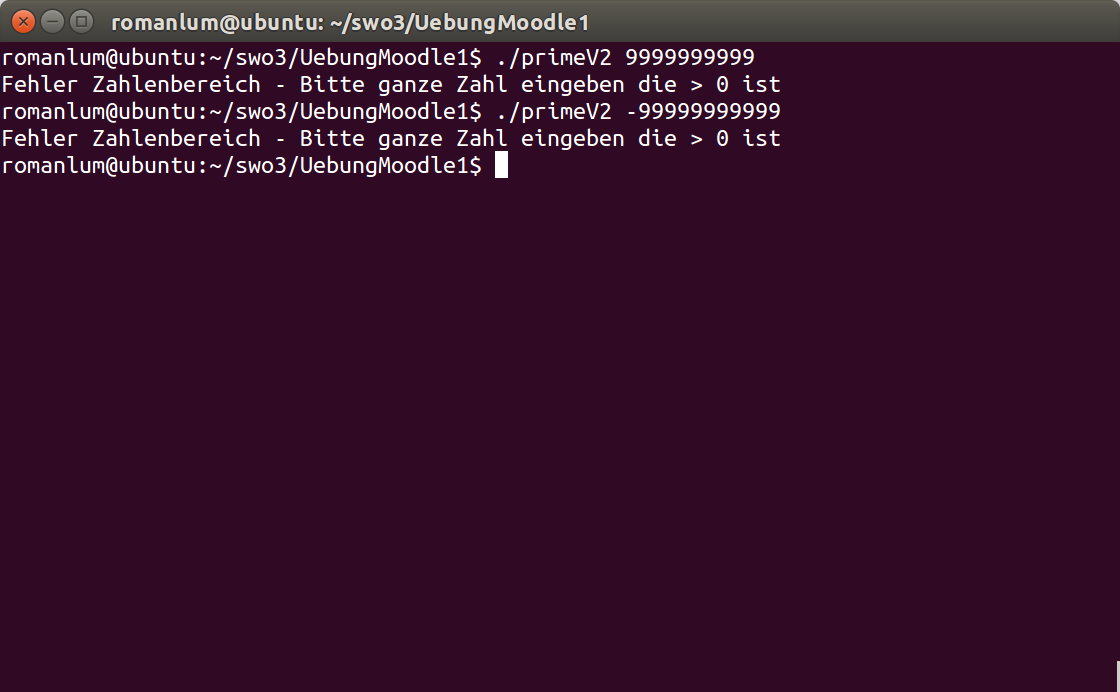 romanlum@ubuntu: ~/swo3/UebungMoodle1
romanlum@ubuntu:~/swo3/UebungMoodle1$ ./primeV2 9999999999
Fehler Zahlenbereich - Bitte ganze Zahl eingeben die > 0 ist
romanlum@ubuntu:~/swo3/UebungMoodle1$ ./primeV2 -99999999999
Fehler Zahlenbereich - Bitte ganze Zahl eingeben die > 0 ist
romanlum@ubuntu:~/swo3/UebungMoodle1$